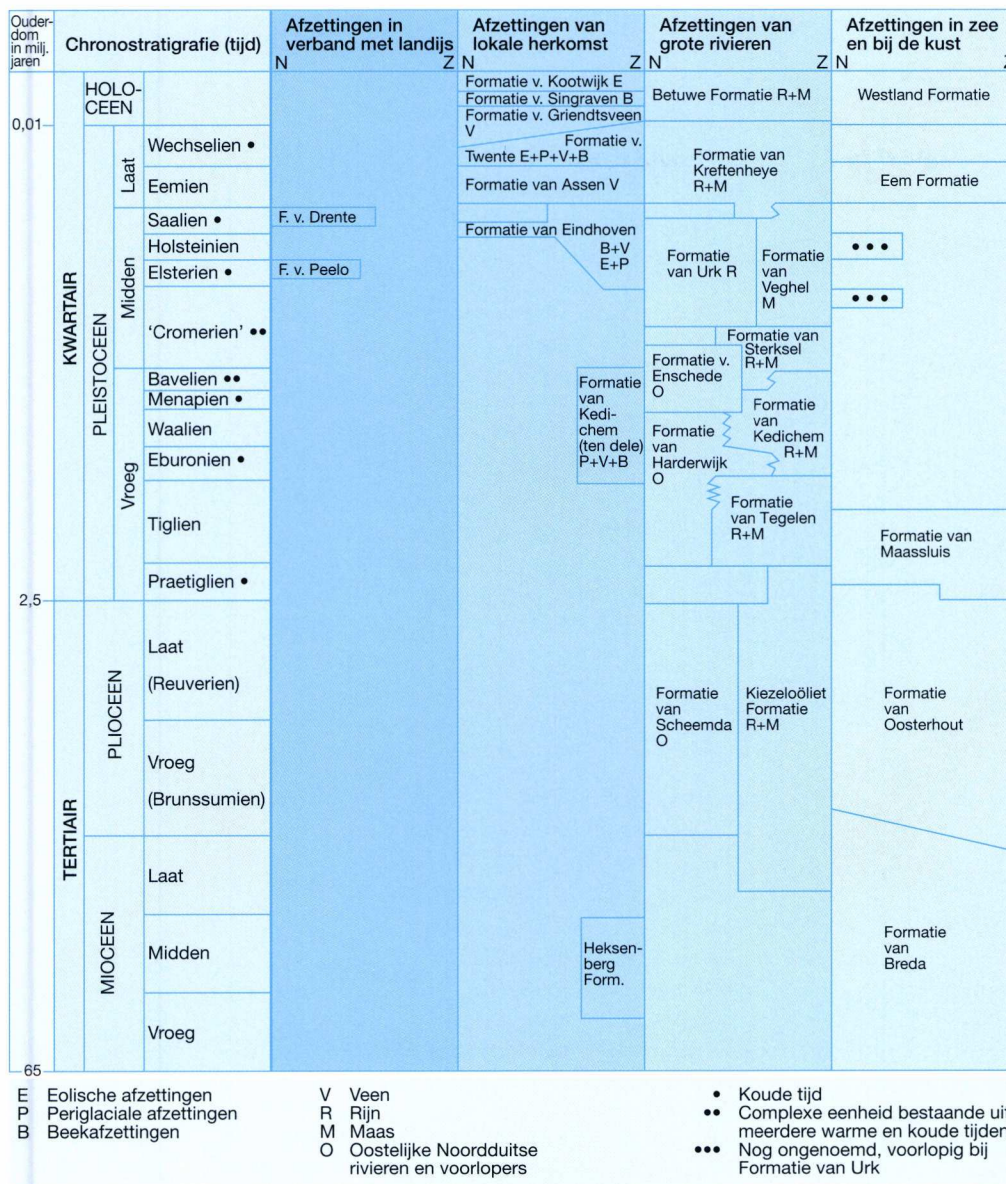 Ouder-
dom
in milj.
jaren
Chronostratigrafie (tijd)
Afzettingen in
verband met landijs
N Z
Afzettingen van
lokale herkomst
N Z
Afzettingen van
grote rivieren
N Z
Afzettingen in zee
en bij de kust
N Z
0,01
2,5
65
KWARTAIR
TERTIAIR
HOLO-
CEEN
PLEISTOCEEN
PLIOCEEN
MIOCEEN
Laat
Midden
Vroeg
Wechselien •
Eemien
Saalien •
Holsteinien
Elsterien •
‘Cromerien’ ••
Bavelien ••
Menapien •
Waalien
Eburonien •
Tiglien
Praetiglien •
Laat
(Reuverien)
Vroeg
(Brunssumien)
Laat
Midden
Vroeg
F. v. Drente
F. v. Peelo
Formatie v. Kootwijk E
Formatie v. Singraven B
Formatie v. Griendtsveen
V
Formatie v.
Twente E+P+V+B
Formatie van Assen V
Formatie van Eindhoven
B+V
E+P
Formatie
van
Kedi-
chem
(ten dele)
P+V+B
Heksen-
berg
Form.
Betuwe Formatie R+M
Formatie van
Kreftenheye
R+M
Formatie
van Urk R
Formatie
van
Veghel
M
Formatie van
Sterksel
R+M
Formatie v.
Enschede
O
Formatie
van
Kedichem
R+M
Formatie
van
Harderwijk
O
Formatie
van Tegelen
R+M
Formatie
van
Scheemda
O
Kiezeloöliet
Formatie
R+M
Westland Formatie
Eem Formatie
•••
•••
Formatie van
Maassluis
Formatie
van
Oosterhout
Formatie
van
Breda
E Eolische afzettingen
P Periglaciale afzettingen
B Beekafzettingen
V Veen
R Rijn
M Maas
O Oostelijke Noordduitse
rivieren en voorlopers
• Koude tijd
•• Complexe eenheid bestaande uit
meerdere warme en koude tijden
••• Nog ongenoemd, voorlopig bij
Formatie van Urk